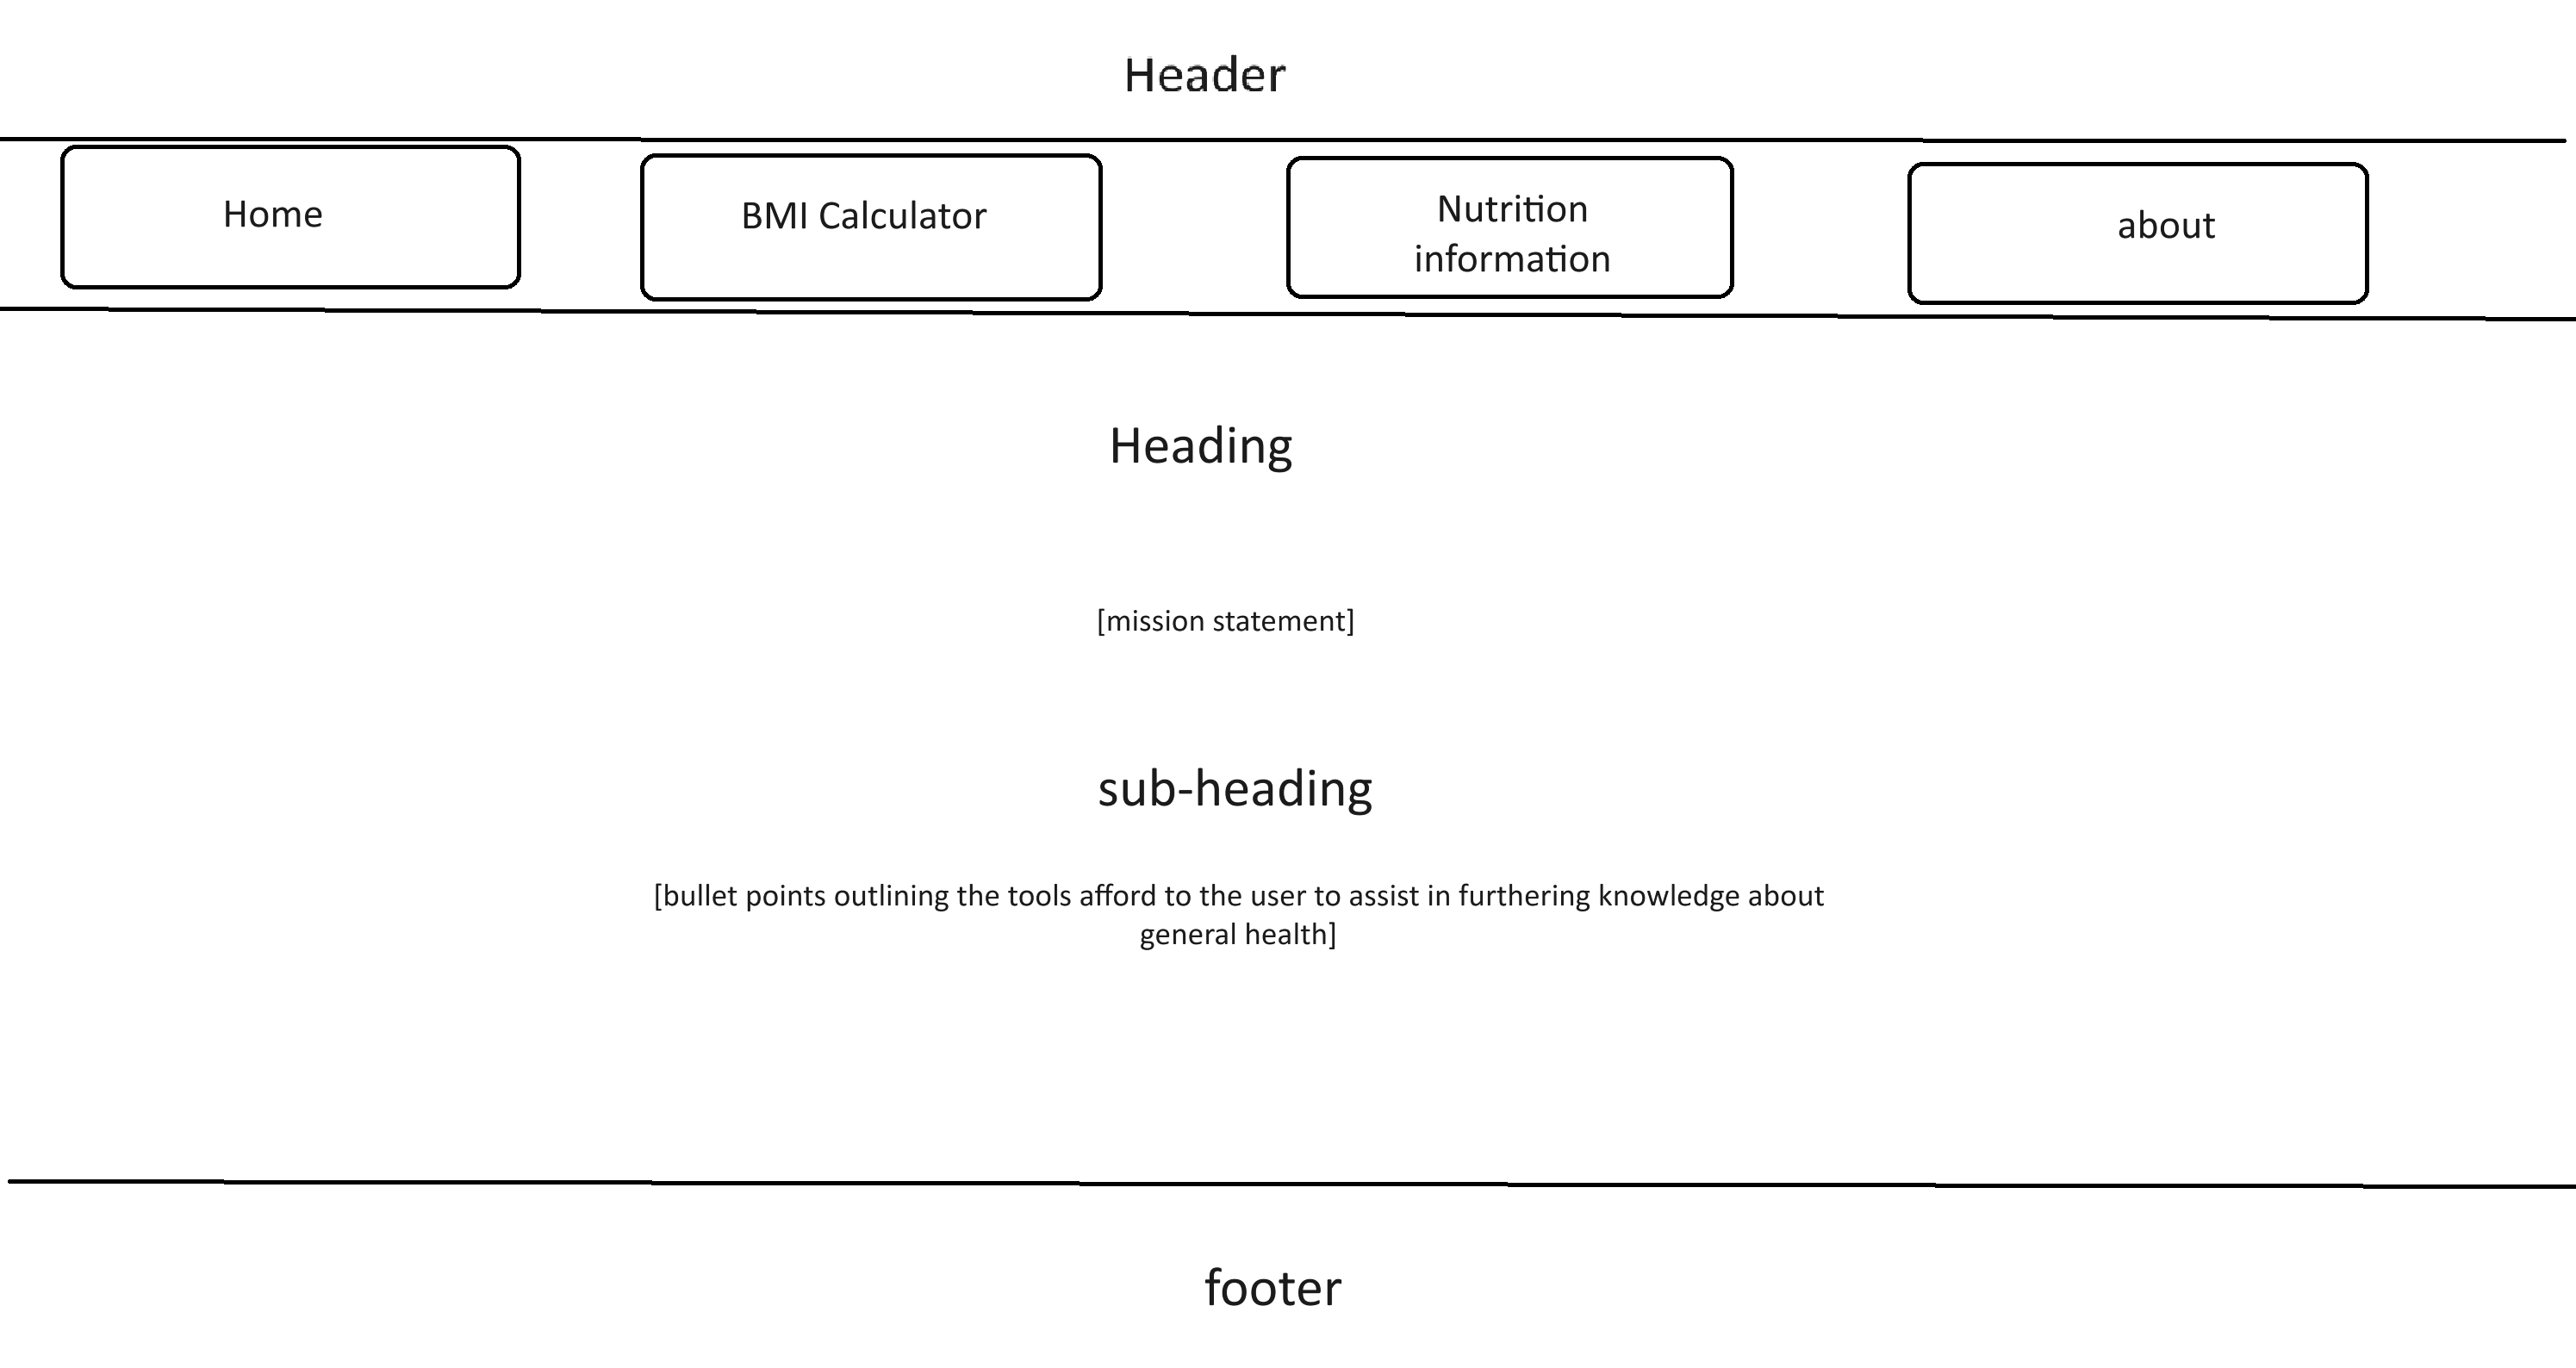 Header
Home
BMI Calculator
Nutrition
information
about
Heading
[mission statement]
sub-heading
[bullet points outlining the tools afford to the user to assist in furthering knowledge about
general health]
footer